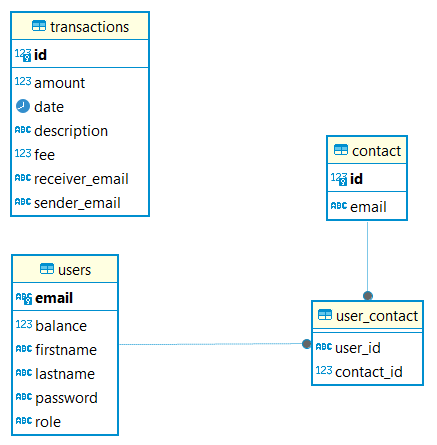 transactions
123 id
123 amount
date
ABC description
123 fee
ABC receiver_email
ABC sender_email
contact
123 id
ABC email
users
ABC email
123 balance
ABC firstname
ABC lastname
ABC password
ABC role
user_contact
ABC user_id
123 contact_id